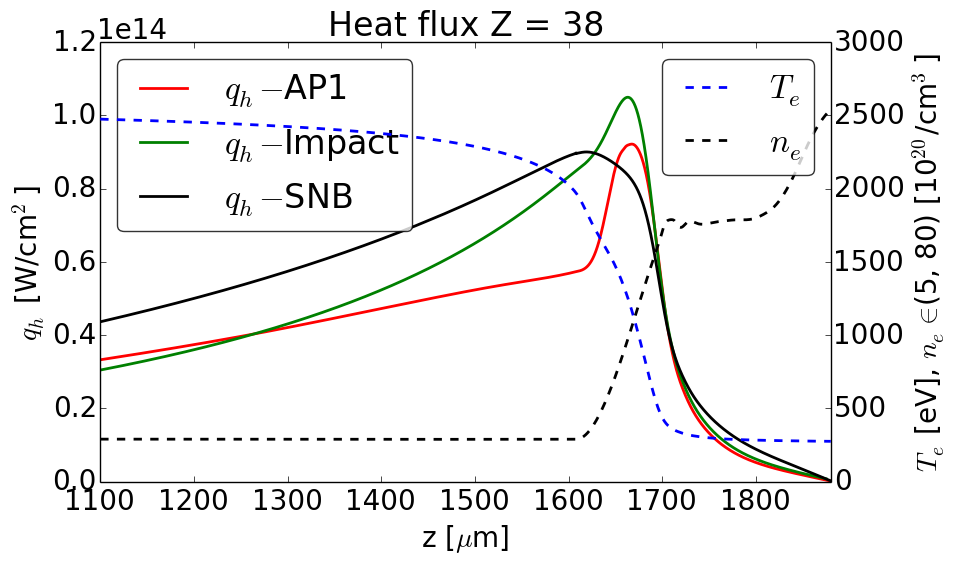 Heat flux Z = 38
1e14
1.2
1.0
0.8
0.6
0.4
0.2
0.0
q_h [W/cm^2]
q_h −AP1
q_h −Impact
q_h −SNB
T_e
n_e
3000
2500
2000
1500
1000
500
0
T_e [eV], n_e ∈(5, 80) [10^20/cm^3]
1100 1200 1300 1400 1500 1600 1700 1800
z [μm]